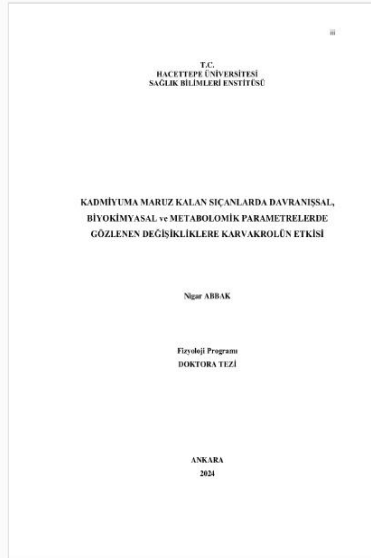 iii
T.C.
HACETTEPE ÜNİVERSİTESİ
SAĞLIK BİLİMLERİ ENSTİTÜSÜ
KADMİYUMA MARUZ KALAN SIÇANLARDA DAVRANIŞSAL,
BİYOKİMYASAL ve METABOLOMİK PARAMETRELERDE
GÖZLENEN DEĞİŞİKLİKLERE KARVAKROLÜN ETKİSİ
Nigar ABBAK
Fizyoloji Programı
DOKTORA TEZİ
ANKARA
2024